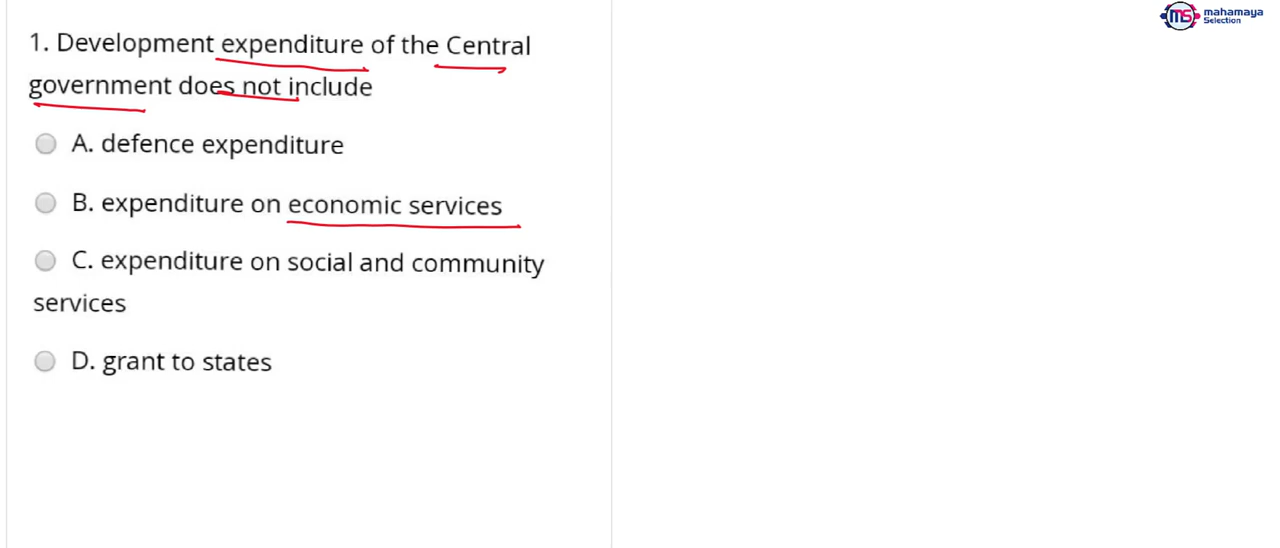 mahamaya
Selection
1. Development expenditure of the Central
government does not include
A. defence expenditure
B. expenditure on economic services
C. expenditure on social and community
services
D. grant to states